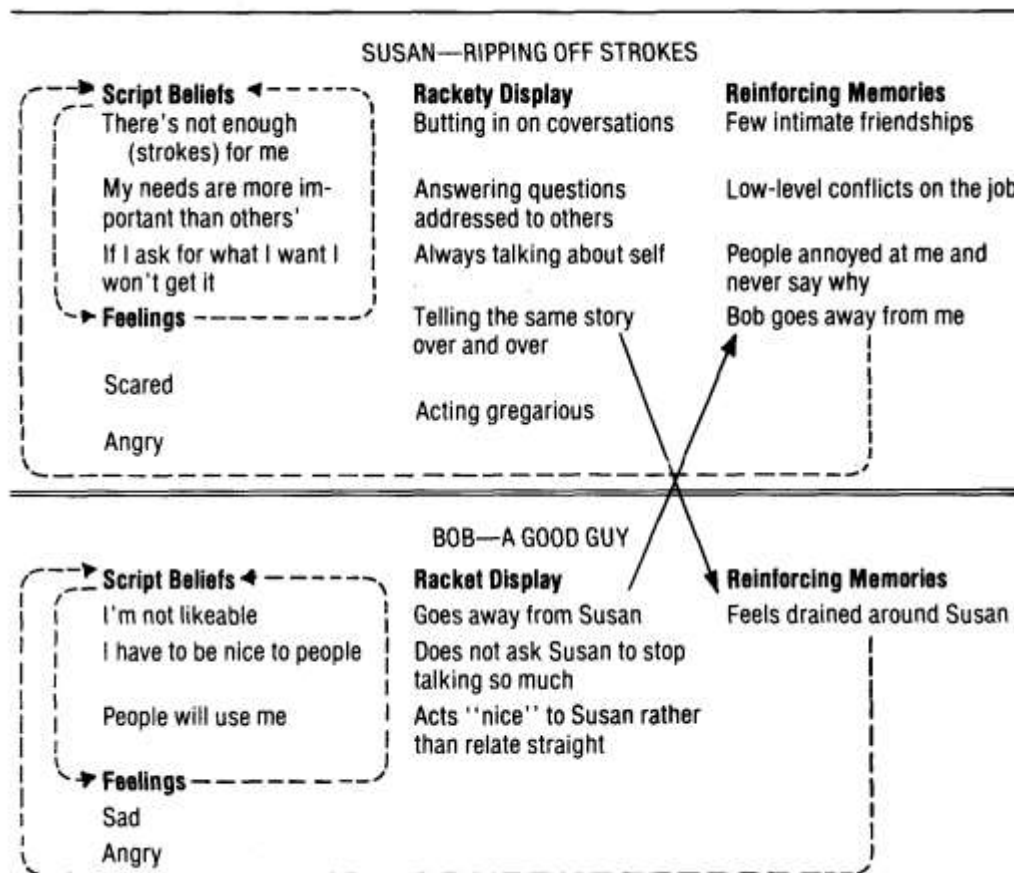 SUSAN—RIPPING OFF STROKES
Script Beliefs
There's not enough
(strokes) for me
My needs are more im-
portant than others'
If I ask for what I want I
won't get it
Feelings
Scared
Angry
Rackety Display
Butting in on coversations
Answering questions
addressed to others
Always talking about self
Telling the same story
over and over
Acting gregarious
Reinforcing Memories
Few intimate friendships
Low-level conflicts on the job
People annoyed at me and
never say why
Bob goes away from me
BOB—A GOOD GUY
Script Beliefs
I'm not likeable
I have to be nice to people
People will use me
Feelings
Sad
Angry
Racket Display
Goes away from Susan
Does not ask Susan to stop
talking so much
Acts ''nice'' to Susan rather
than relate straight
Reinforcing Memories
Feels drained around Susan